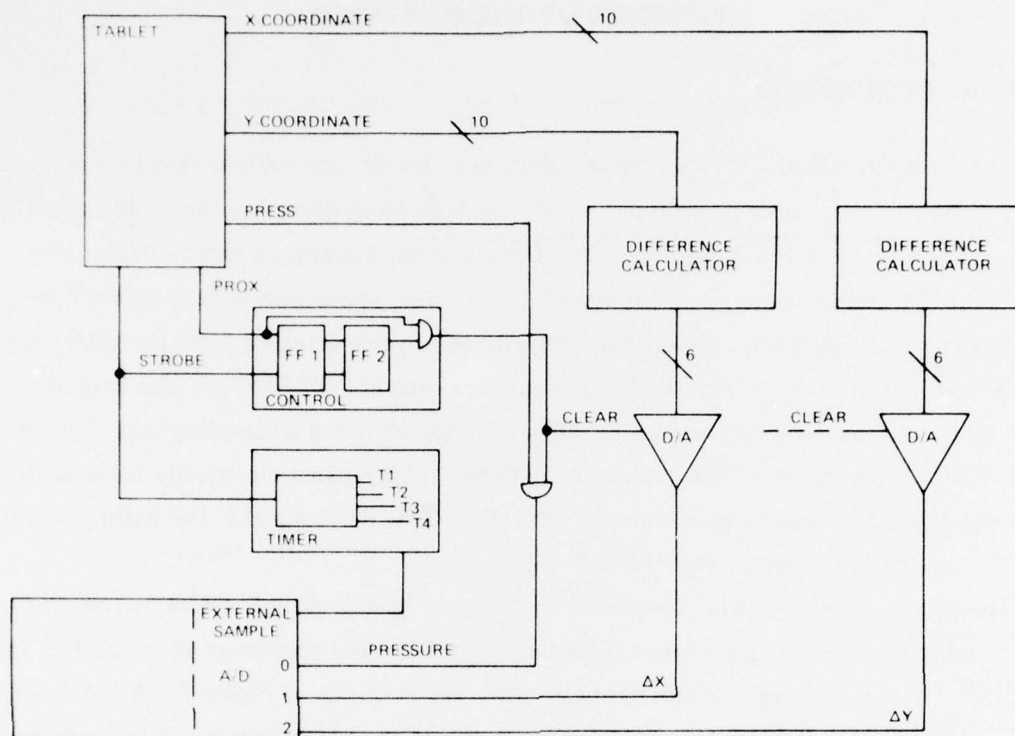 X-COORDINATE
10
TABLET
Y-COORDINATE
10
PRESS
DIFFERENCE
CALCULATOR
DIFFERENCE
CALCULATOR
PROX
FF 1
FF 2
STROBE
CONTROL
6
6
CLEAR
D/A
CLEAR
D/A
T1
T2
T3
T4
TIMER
EXTERNAL
SAMPLE
A/D
0
PRESSURE
1
ΔX
2
ΔY